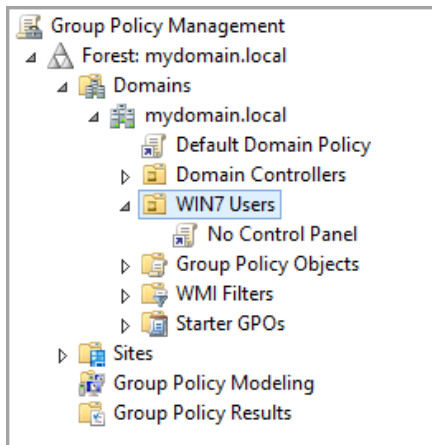 Group Policy Management
Forest: mydomain.local
Domains
mydomain.local
Default Domain Policy
Domain Controllers
WIN7 Users
No Control Panel
Group Policy Objects
WMI Filters
Starter GPOs
Sites
Group Policy Modeling
Group Policy Results